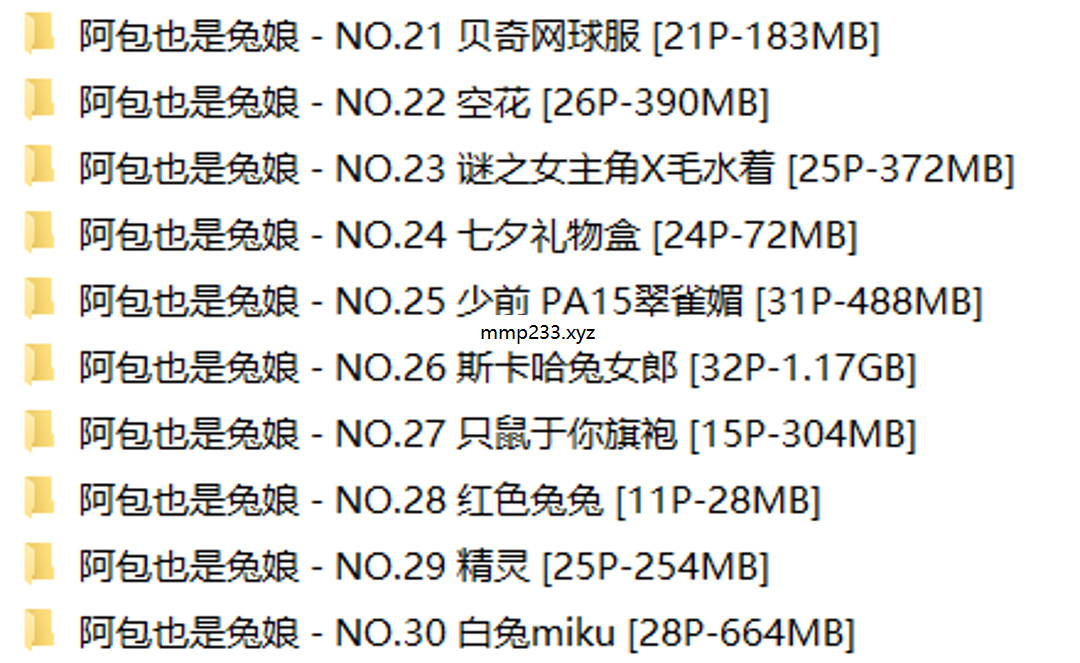 阿包也是兔娘 - NO.21 贝奇网球服 [21P-183MB]
阿包也是兔娘 - NO.22 空花 [26P-390MB]
阿包也是兔娘 - NO.23 谜之女主角X毛水着 [25P-372MB]
阿包也是兔娘 - NO.24 七夕礼物盒 [24P-72MB]
阿包也是兔娘 - NO.25 少前 PA15翠雀媚 [31P-488MB]
mmp233.xyz
阿包也是兔娘 - NO.26 斯卡哈兔女郎 [32P-1.17GB]
阿包也是兔娘 - NO.27 只鼠于你旗袍 [15P-304MB]
阿包也是兔娘 - NO.28 红色兔兔 [11P-28MB]
阿包也是兔娘 - NO.29 精灵 [25P-254MB]
阿包也是兔娘 - NO.30 白兔miku [28P-664MB]